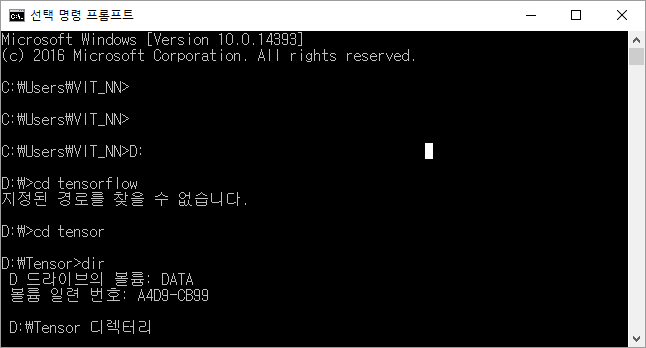 선택 명령 프롬프트
Microsoft Windows [Version 10.0.14393]
(c) 2016 Microsoft Corporation. All rights reserved.
C:₩Users₩VIT_NN>
C:₩Users₩VIT_NN>
C:₩Users₩VIT_NN>D:
D:₩>cd tensorflow
지정된 경로를 찾을 수 없습니다.
D:₩>cd tensor
D:₩Tensor>dir
D 드라이브의 볼륨: DATA
볼륨 일련 번호: A4D9-CB99
D:₩Tensor 디렉터리